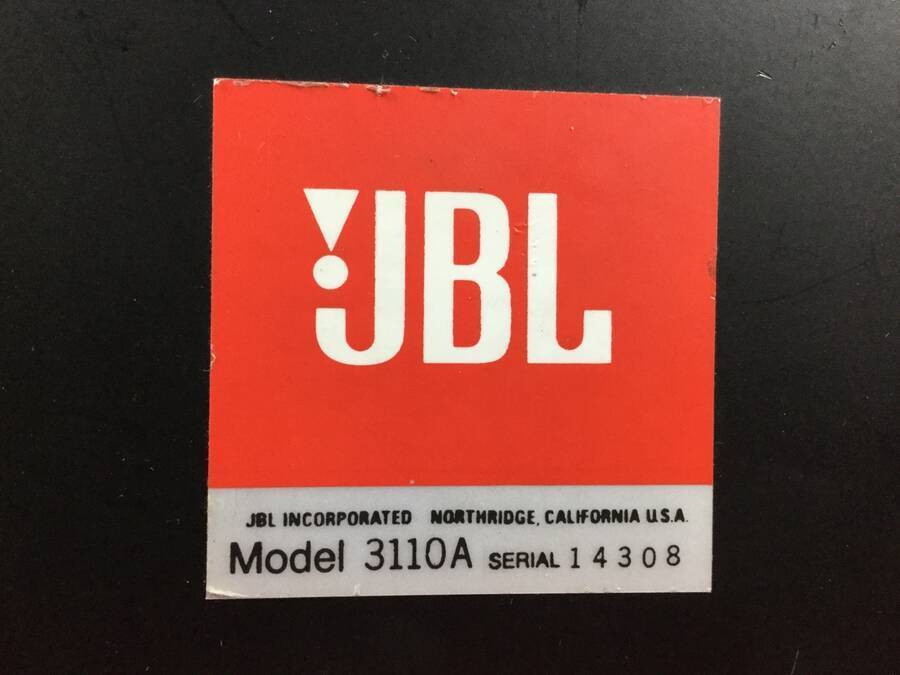 JBL
JBL INCORPORATED NORTHRIDGE, CALIFORNIA U.S.A.
Model 3110A SERIAL 14308